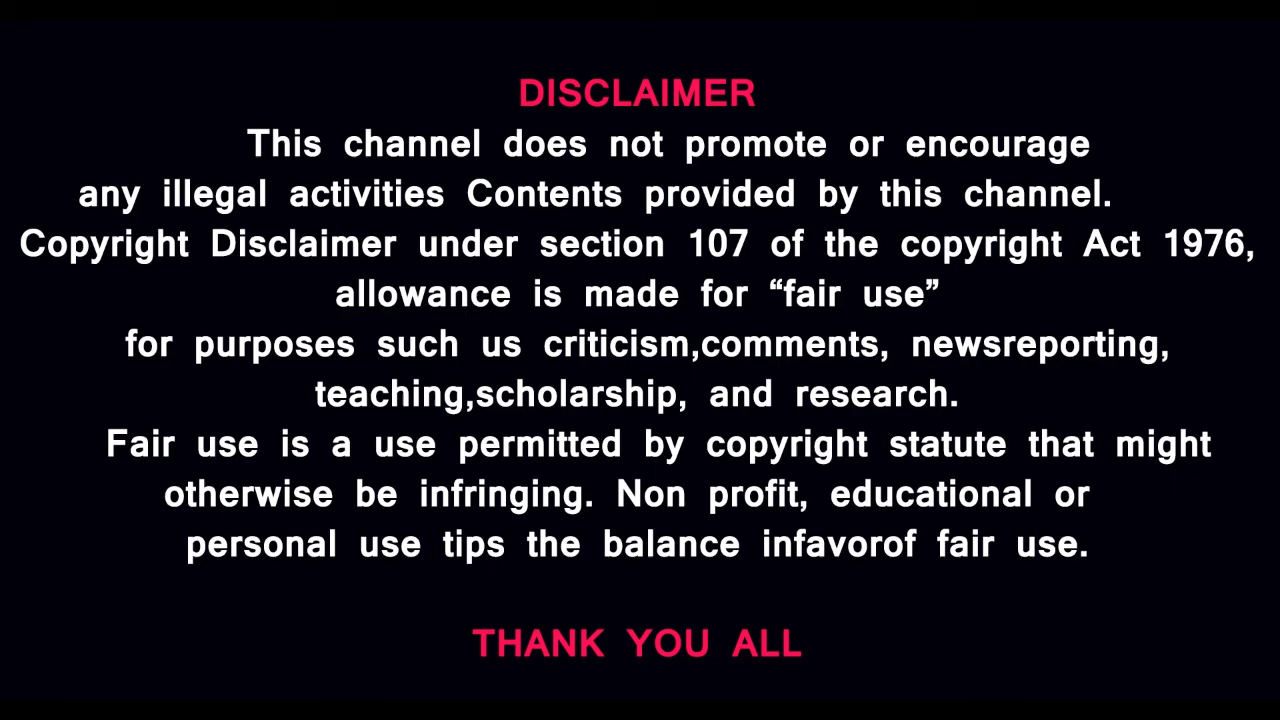 DISCLAIMER
This channel does not promote or encourage
any illegal activities Contents provided by this channel.
Copyright Disclaimer under section 107 of the copyright Act 1976,
allowance is made for “fair use”
for purposes such us criticism,comments, newsreporting,
teaching,scholarship, and research.
Fair use is a use permitted by copyright statute that might
otherwise be infringing. Non profit, educational or
personal use tips the balance infavorof fair use.
THANK YOU ALL